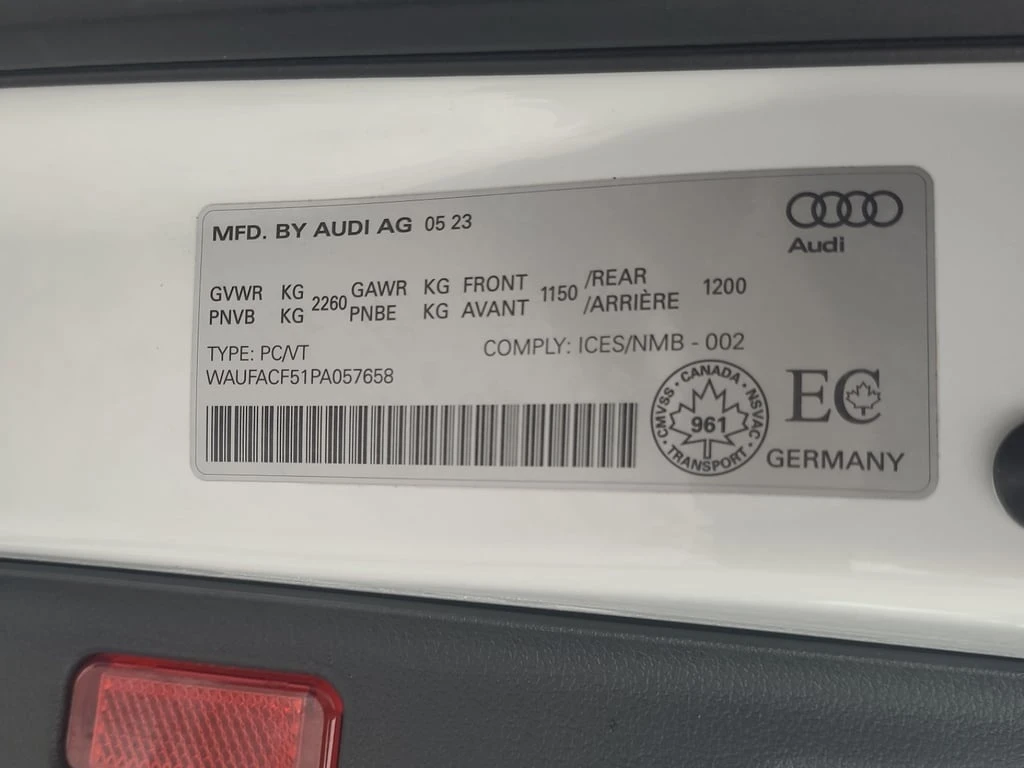 MFD. BY AUDI AG 05 23
Audi
GVWR KG 2260 GAWR KG FRONT 1150 /REAR 1200
PNVB KG PNBE KG AVANT /ARRIÈRE
TYPE: PC/VT
COMPLY: ICES/NMB - 002
WAUFACF51PA057658
CMVSS · CANADA · NSVAC · TRANSPORT ·
961
EC
GERMANY